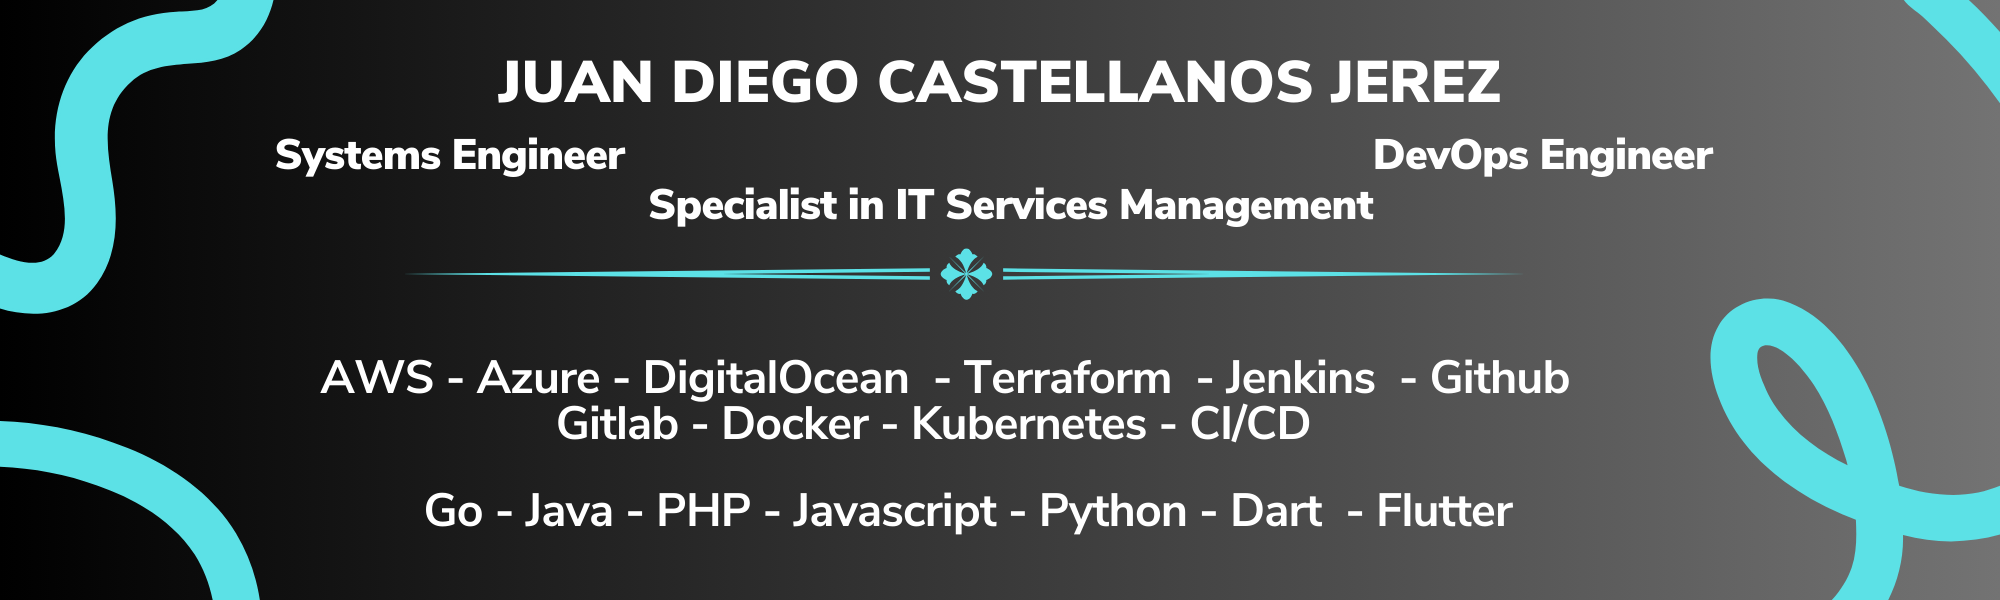 JUAN DIEGO CASTELLANOS JEREZ
Systems Engineer
DevOps Engineer
Specialist in IT Services Management
AWS - Azure - DigitalOcean - Terraform - Jenkins - Github
Gitlab - Docker - Kubernetes - CI/CD
Go - Java - PHP - Javascript - Python - Dart - Flutter